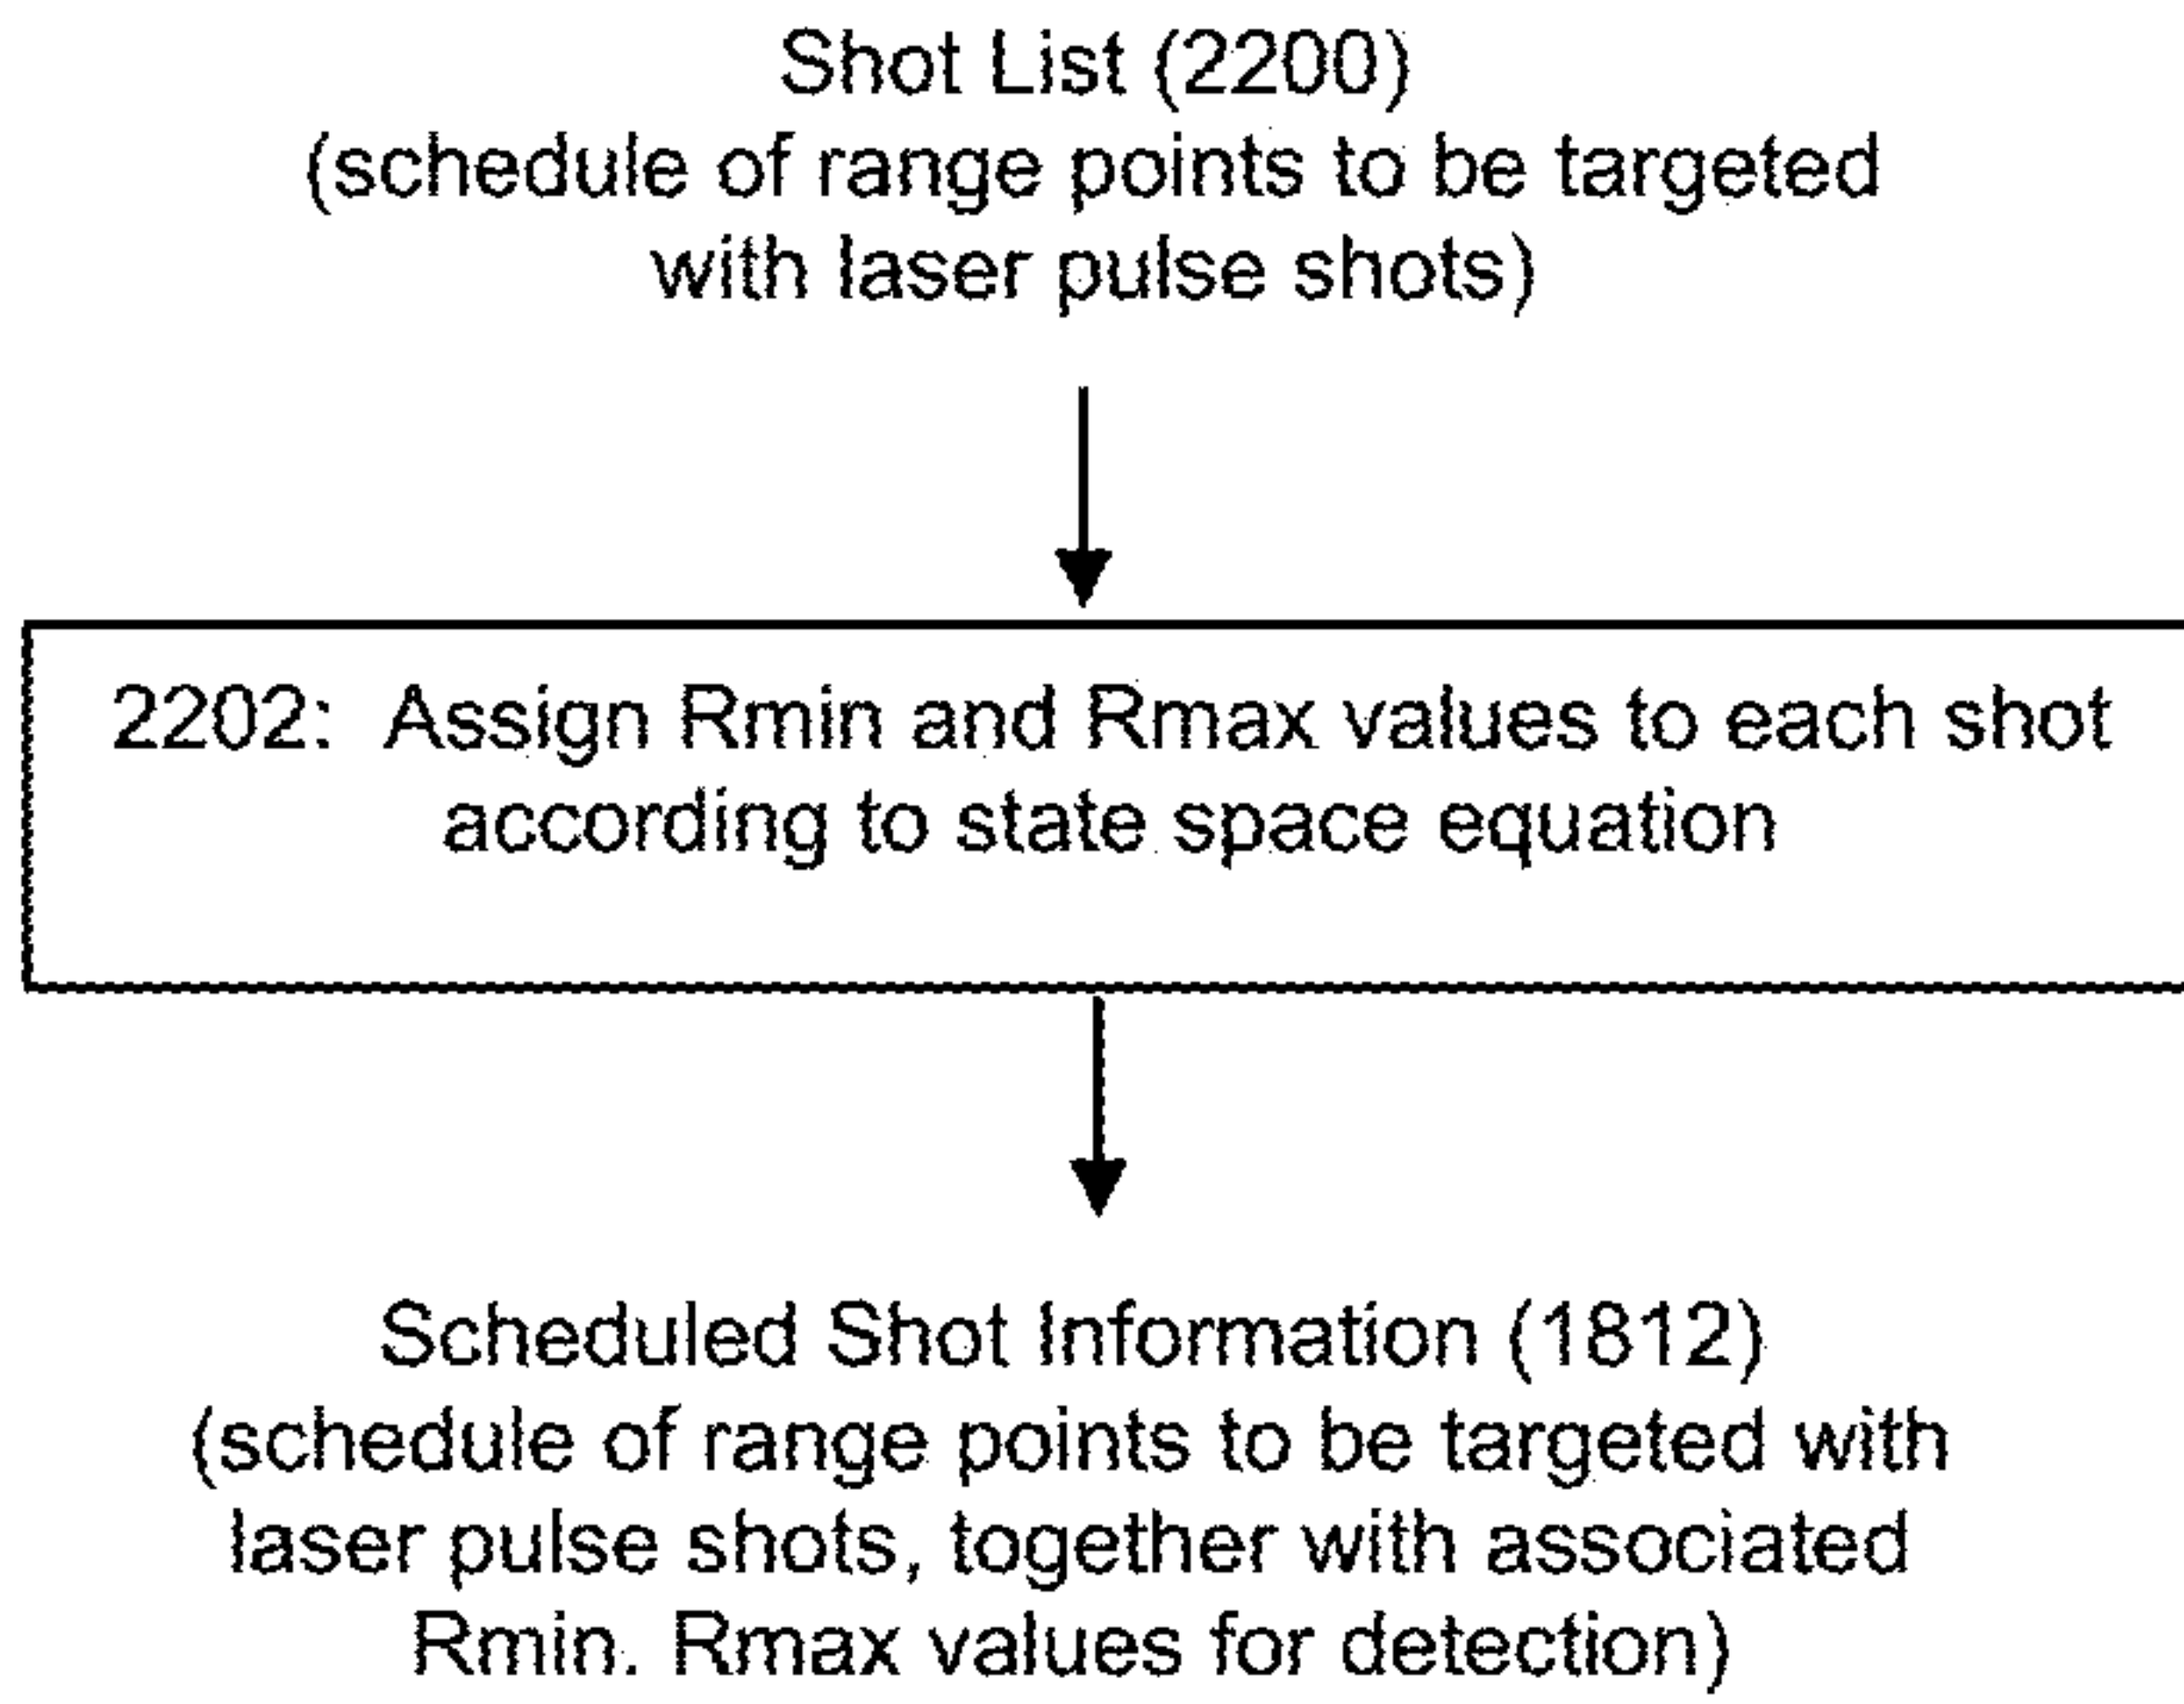 Shot List (2200)
(schedule of range points to be targeted
with laser pulse shots)
2202: Assign Rmin and Rmax values to each shot
according to state space equation
Scheduled Shot Information (1812)
(schedule of range points to be targeted with
laser pulse shots, together with associated
Rmin. Rmax values for detection)